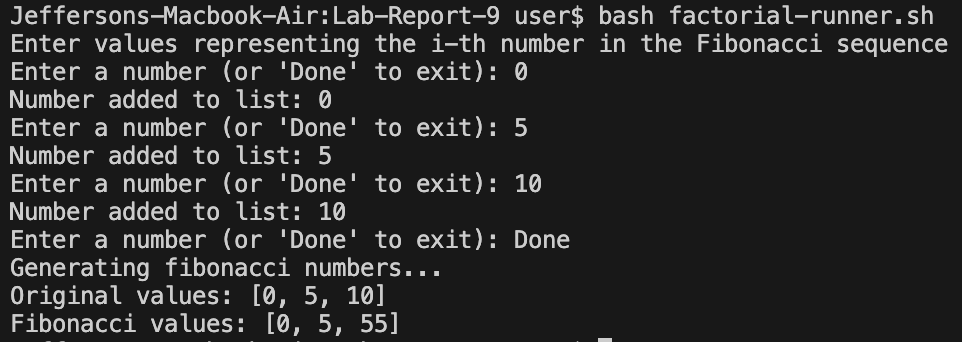 Jeffersons-Macbook-Air:Lab-Report-9 user$ bash factorial-runner.sh
Enter values representing the i-th number in the Fibonacci sequence
Enter a number (or 'Done' to exit): 0
Number added to list: 0
Enter a number (or 'Done' to exit): 5
Number added to list: 5
Enter a number (or 'Done' to exit): 10
Number added to list: 10
Enter a number (or 'Done' to exit): Done
Generating fibonacci numbers...
Original values: [0, 5, 10]
Fibonacci values: [0, 5, 55]